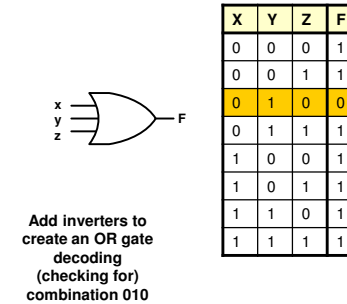 X Y Z F
0 0 0 1
0 0 1 1
0 1 0 0
0 1 1 1
1 0 0 1
1 0 1 1
1 1 0 1
1 1 1 1
x
y
z
F
Add inverters to
create an OR gate
decoding
(checking for)
combination 010